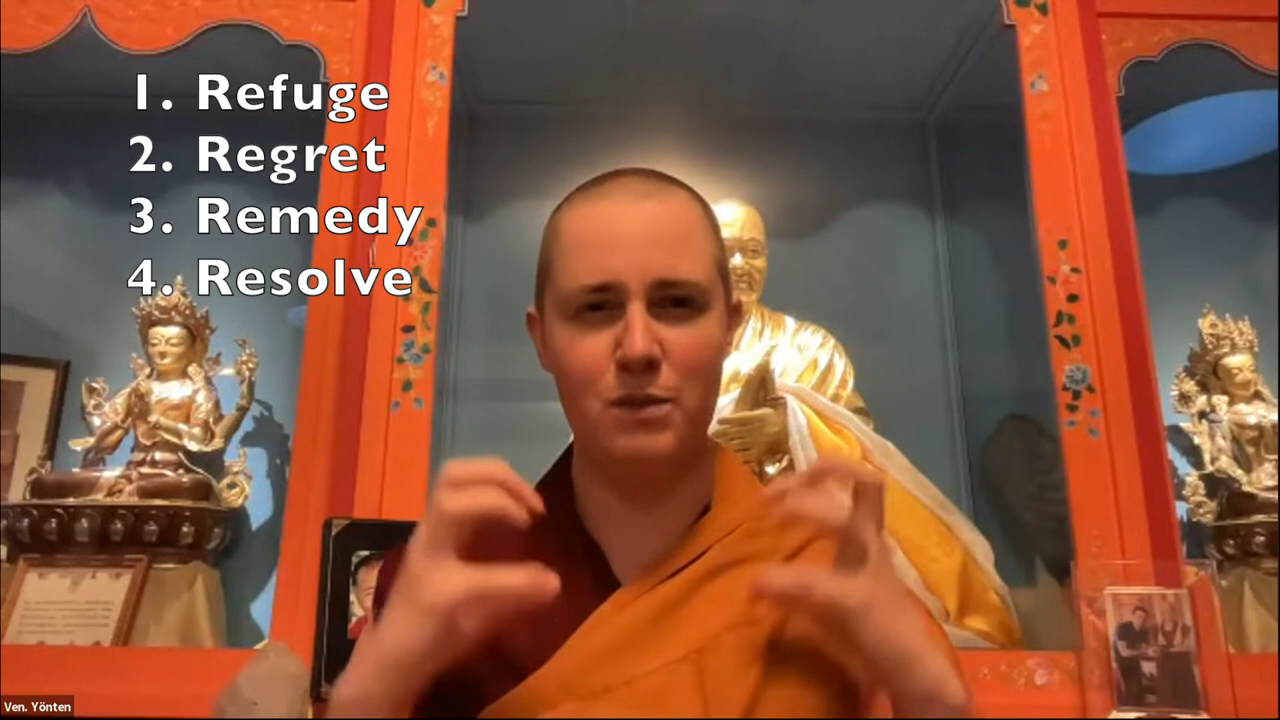 1. Refuge
2. Regret
3. Remedy
4. Resolve
Ven. Yönten